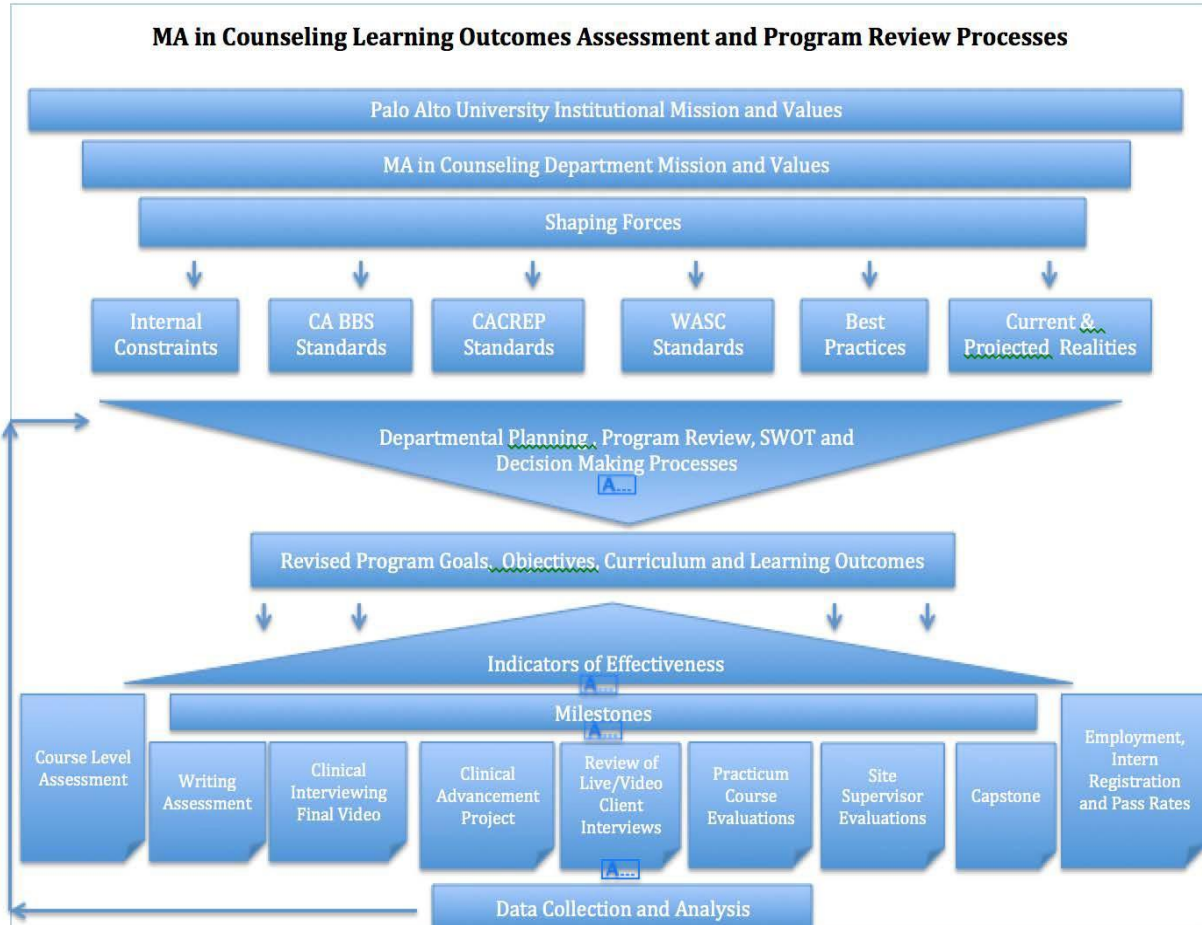 MA in Counseling Learning Outcomes Assessment and Program Review Processes
Palo Alto University Institutional Mission and Values
MA in Counseling Department Mission and Values
Shaping Forces
Internal
Constraints
CA BBS
Standards
CACREP
Standards
WASC
Standards
Best
Practices
Current &
Projected Realities
Departmental Planning , Program Review, SWOT and
Decision Making Processes
A...
Revised Program Goals, Objectives, Curriculum and Learning Outcomes
Indicators of Effectiveness
A...
Milestones
A...
Course Level
Assessment
Writing
Assessment
Clinical
Interviewing
Final Video
Clinical
Advancement
Project
Review of
Live/Video
Client
Interviews
Practicum
Course
Evaluations
Site
Supervisor
Evaluations
Capstone
Employment,
Intern
Registration
and Pass Rates
A...
Data Collection and Analysis